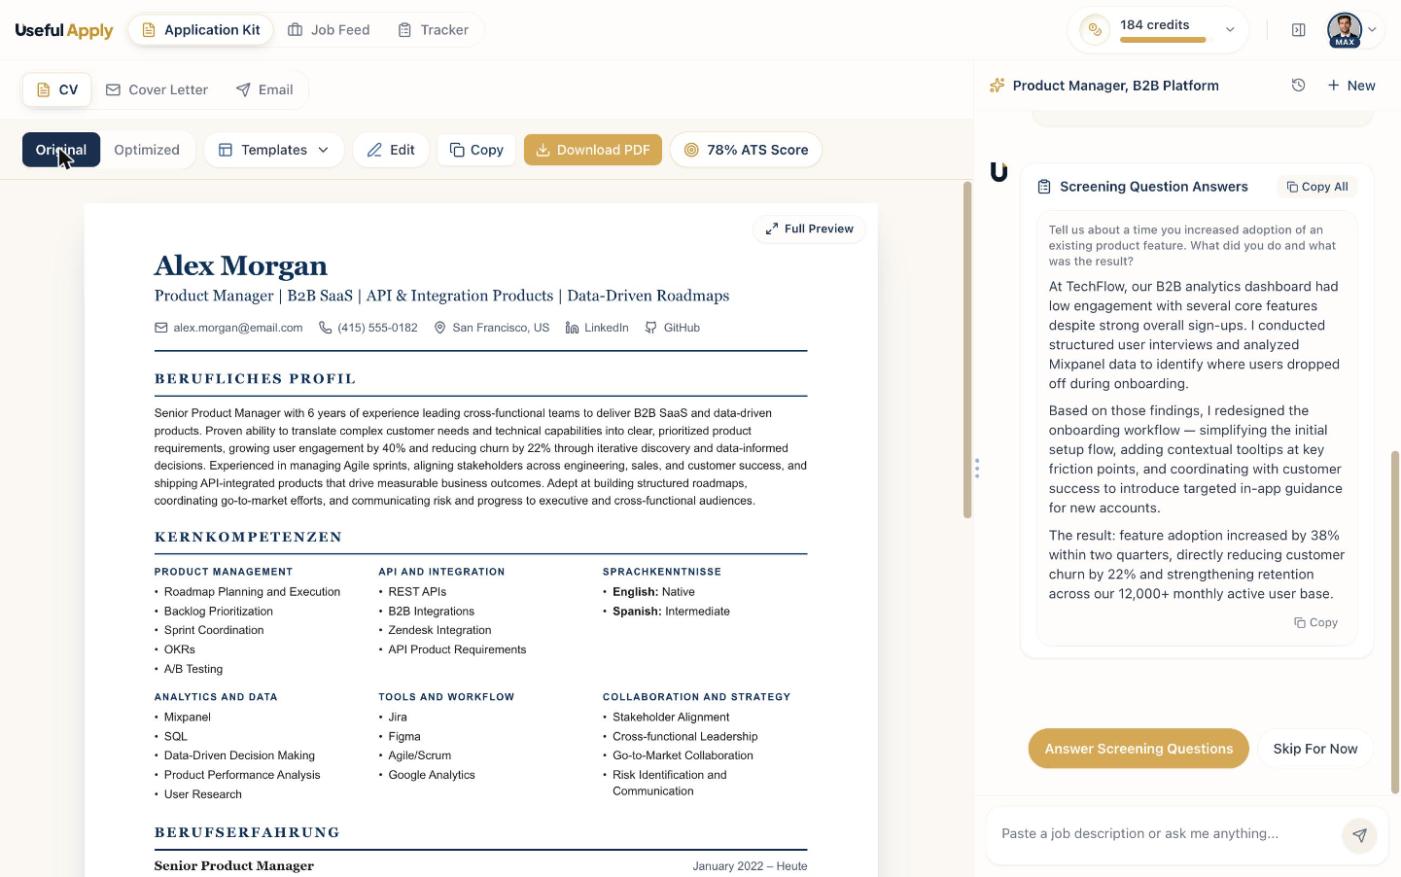 Useful Apply
Application Kit
Job Feed
Tracker
184 credits
MAX
CV
Cover Letter
Email
Original
Optimized
Templates
Edit
Copy
Download PDF
78% ATS Score
Full Preview
Alex Morgan
Product Manager | B2B SaaS | API & Integration Products | Data-Driven Roadmaps
alex.morgan@email.com
(415) 555-0182
San Francisco, US
LinkedIn
GitHub
BERUFLICHES PROFIL
Senior Product Manager with 6 years of experience leading cross-functional teams to deliver B2B SaaS and data-driven
products. Proven ability to translate complex customer needs and technical capabilities into clear, prioritized product
requirements, growing user engagement by 40% and reducing churn by 22% through iterative discovery and data-informed
decisions. Experienced in managing Agile sprints, aligning stakeholders across engineering, sales, and customer success, and
shipping API-integrated products that drive measurable business outcomes. Adept at building structured roadmaps,
coordinating go-to-market efforts, and communicating risk and progress to executive and cross-functional audiences.
KERNKOMPETENZEN
PRODUCT MANAGEMENT
• Roadmap Planning and Execution
• Backlog Prioritization
• Sprint Coordination
• OKRs
• A/B Testing
API AND INTEGRATION
• REST APIs
• B2B Integrations
• Zendesk Integration
• API Product Requirements
SPRACHKENNTNISSE
• English: Native
• Spanish: Intermediate
ANALYTICS AND DATA
• Mixpanel
• SQL
• Data-Driven Decision Making
• Product Performance Analysis
• User Research
TOOLS AND WORKFLOW
• Jira
• Figma
• Agile/Scrum
• Google Analytics
COLLABORATION AND STRATEGY
• Stakeholder Alignment
• Cross-functional Leadership
• Go-to-Market Collaboration
• Risk Identification and
Communication
BERUFSERFAHRUNG
Senior Product Manager
January 2022 – Heute
Product Manager, B2B Platform
New
Screening Question Answers
Copy All
Tell us about a time you increased adoption of an
existing product feature. What did you do and what
was the result?
At TechFlow, our B2B analytics dashboard had
low engagement with several core features
despite strong overall sign-ups. I conducted
structured user interviews and analyzed
Mixpanel data to identify where users dropped
off during onboarding.
Based on those findings, I redesigned the
onboarding workflow — simplifying the initial
setup flow, adding contextual tooltips at key
friction points, and coordinating with customer
success to introduce targeted in-app guidance
for new accounts.
The result: feature adoption increased by 38%
within two quarters, directly reducing customer
churn by 22% and strengthening retention
across our 12,000+ monthly active user base.
Copy
Answer Screening Questions
Skip For Now
Paste a job description or ask me anything...